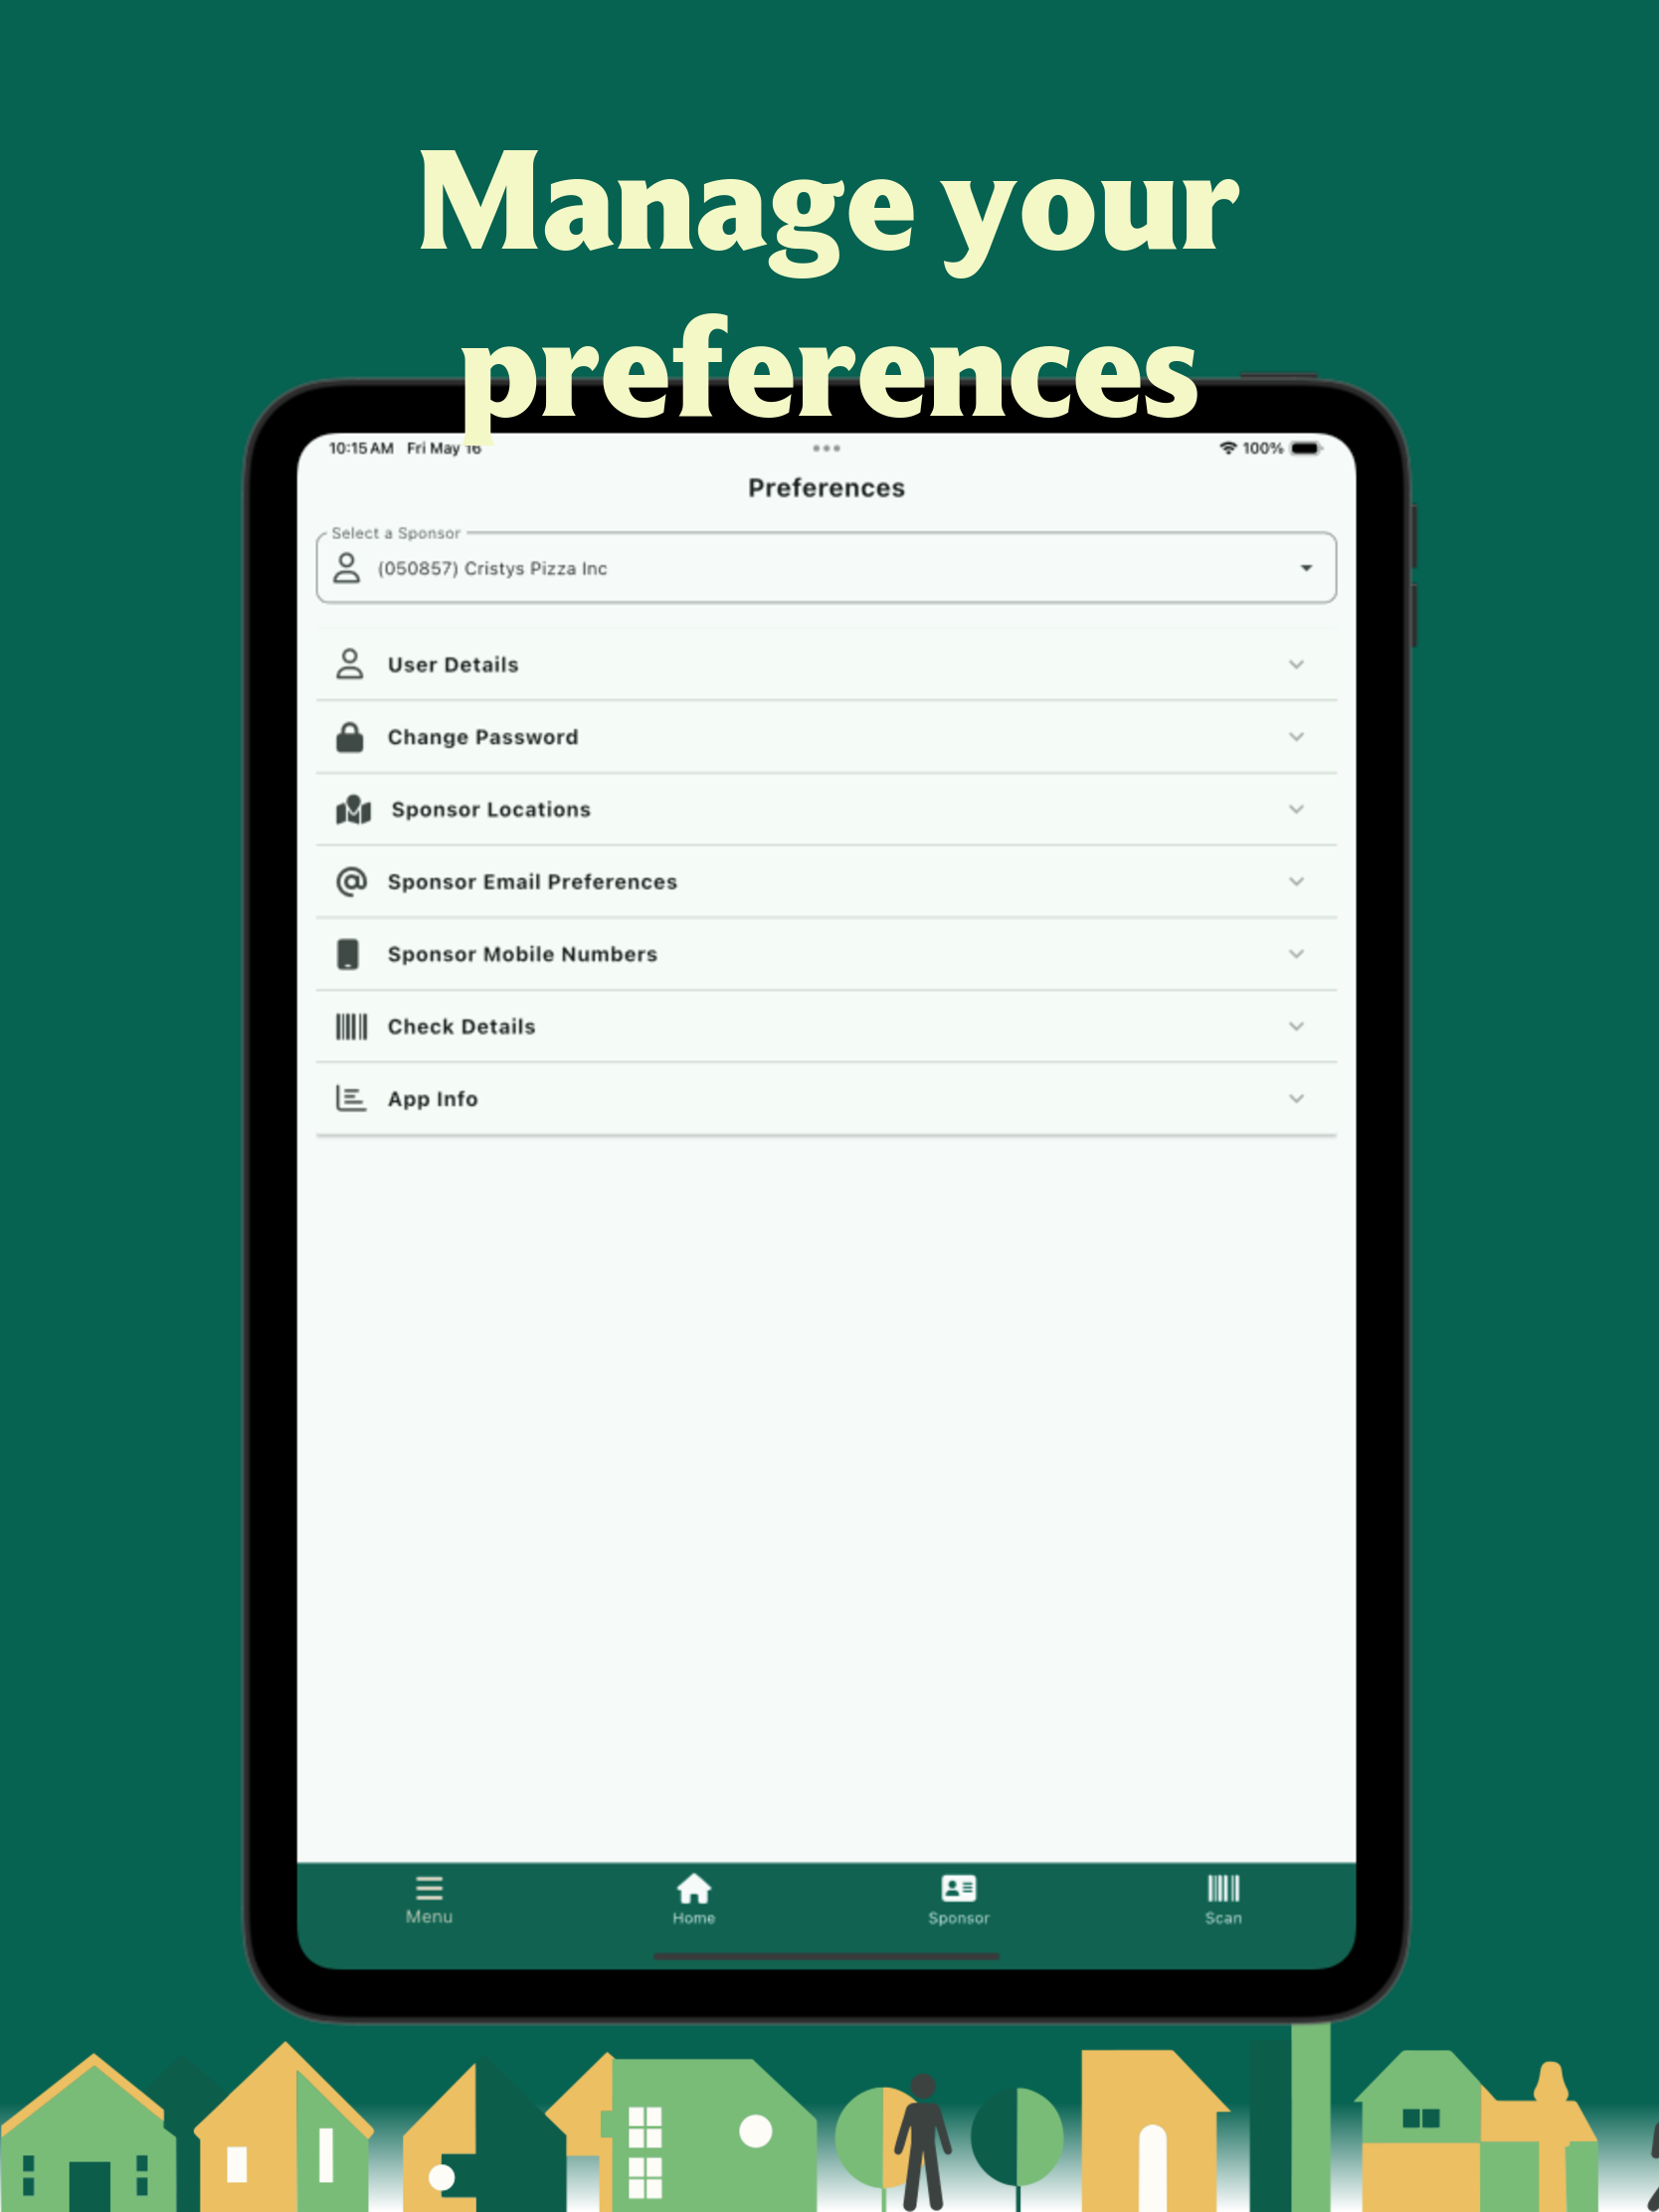 Manage your
preferences
10:15 AM Fri May 16
100%
Preferences
Select a Sponsor
(050857) Cristys Pizza Inc
User Details
Change Password
Sponsor Locations
Sponsor Email Preferences
Sponsor Mobile Numbers
Check Details
App Info
Menu
Home
Sponsor
Scan